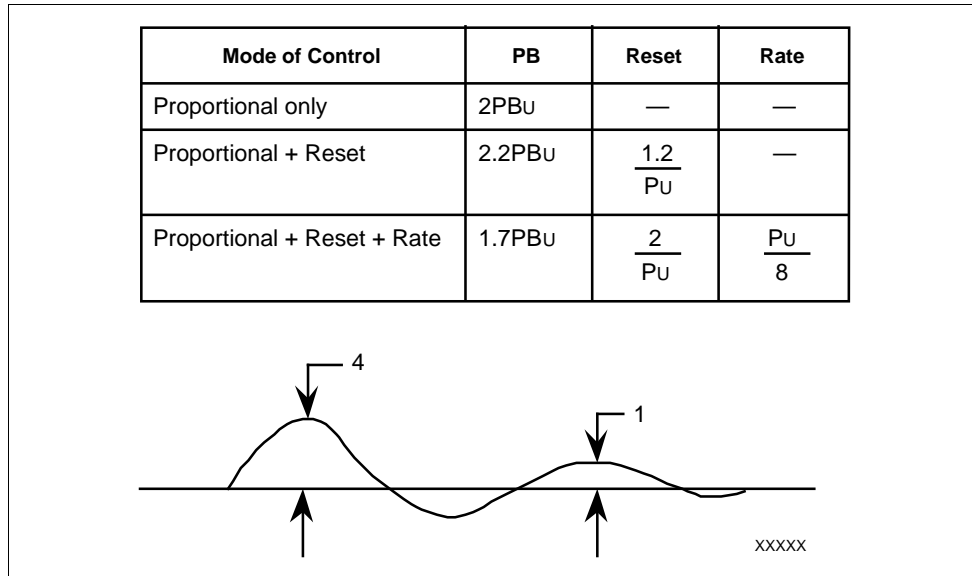 Mode of Control PB Reset Rate
Proportional only 2PBU — —
Proportional + Reset 2.2PBU 1.2 —
PU
Proportional + Reset + Rate 1.7PBU 2 PU
PU 8
4
1
XXXXX